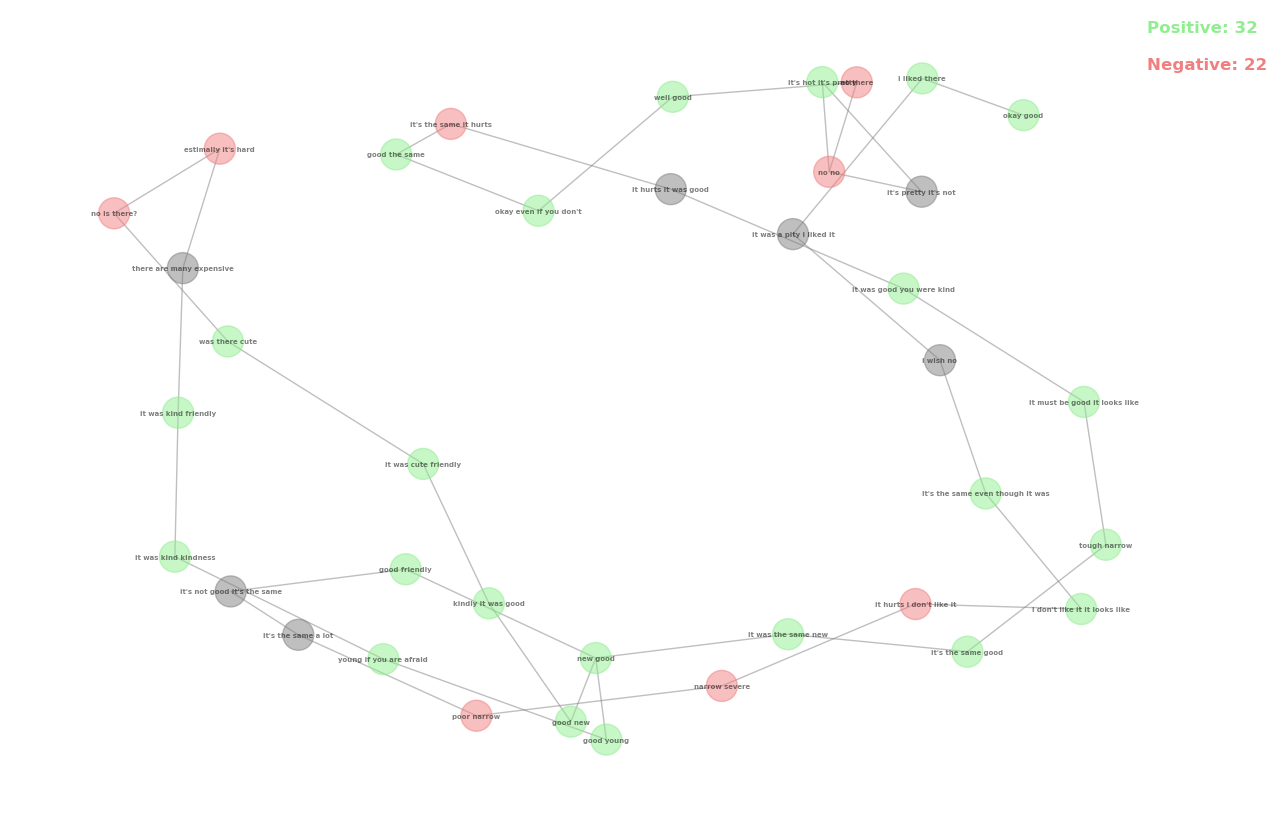 Positive: 32
Negative: 22
I liked there
It's hot it's pretty
there
well good
okay good
It's the same it hurts
estimally it's hard
good the same
no no
It hurts it was good
It's pretty it's not
okay even if you don't
no is there?
It was a pity I liked it
there are many expensive
It was good you were kind
was there cute
I wish no
It must be good it looks like
It was kind friendly
It was cute friendly
It's the same even though it was
tough narrow
It was kind kindness
good friendly
It's not good it's the same
kindly it was good
It hurts I don't like it
I don't like it it looks like
It's the same a lot
It was the same new
It's the same good
young if you are afraid
new good
narrow severe
poor narrow
good new
good young